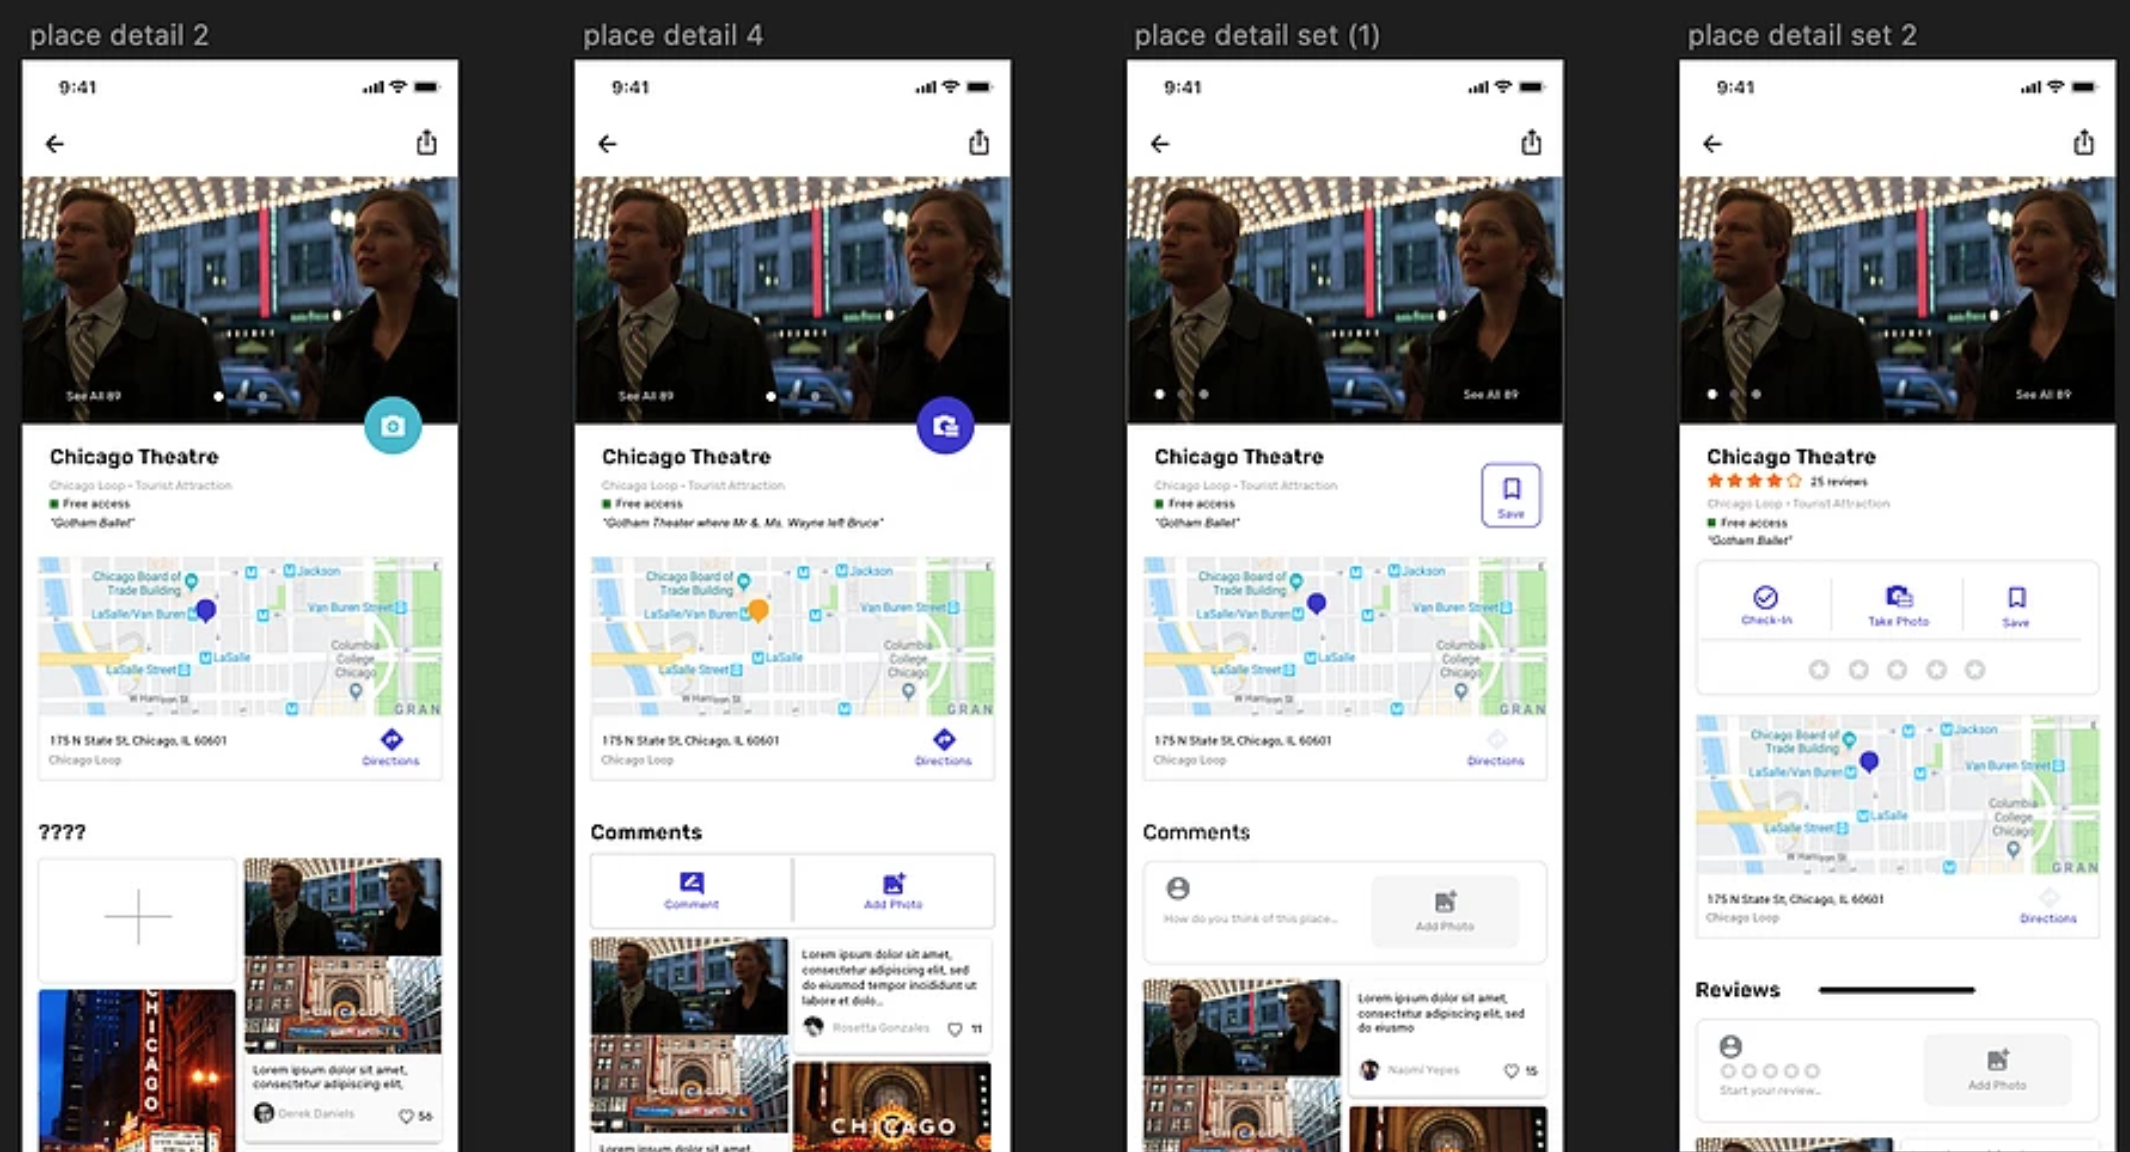 place detail 2
9:41
See All 89
Chicago Theatre
Chicago Loop • Tourist Attraction
Free access
"Gotham Ballet"
Chicago Board of
Trade Building
Jackson
LaSalle/Van Buren
Van Buren Street
LaSalle
LaSalle Street
Columbia
College
Chicago
W Harrison St
GRAN
175 N State St, Chicago, IL 60601
Chicago Loop
Directions
????
CHICAGO
CHICAGO
Lorem ipsum dolor sit amet,
consectetur adipiscing elit,
Derek Daniels
56
place detail 4
9:41
See All 89
Chicago Theatre
Chicago Loop • Tourist Attraction
Free access
"Gotham Theater where Mr & Ms. Wayne left Bruce"
Chicago Board of
Trade Building
Jackson
LaSalle/Van Buren
Van Buren Street
LaSalle
LaSalle Street
Columbia
College
Chicago
W Harrison St
GRAN
175 N State St, Chicago, IL 60601
Chicago Loop
Directions
Comments
Comment
Add Photo
Lorem ipsum dolor sit amet,
consectetur adipiscing elit, sed
do eiusmod tempor incididunt ut
labore et dolo...
Rosetta Gonzales
11
CHICAGO
CHICAGO
Lorem ipsum dolor sit amet,
place detail set (1)
9:41
See All 89
Chicago Theatre
Chicago Loop • Tourist Attraction
Free access
"Gotham Ballet"
Save
Chicago Board of
Trade Building
Jackson
LaSalle/Van Buren
Van Buren Street
LaSalle
LaSalle Street
Columbia
College
Chicago
W Harrison St
GRAN
175 N State St, Chicago, IL 60601
Chicago Loop
Directions
Comments
How do you think of this place...
Add Photo
Lorem ipsum dolor sit amet,
consectetur adipiscing elit, sed
do eiusmo
Naomi Yepes
15
CHICAGO
place detail set 2
9:41
See All 89
Chicago Theatre
25 reviews
Chicago Loop • Tourist Attraction
Free access
"Gotham Ballet"
Check-In
Take Photo
Save
Chicago Board of
Trade Building
Jackson
LaSalle/Van Buren
Van Buren Street
LaSalle
LaSalle Street
Columbia
College
Chicago
W Harrison St
GRAN
175 N State St, Chicago, IL 60601
Chicago Loop
Directions
Reviews
Start your review...
Add Photo